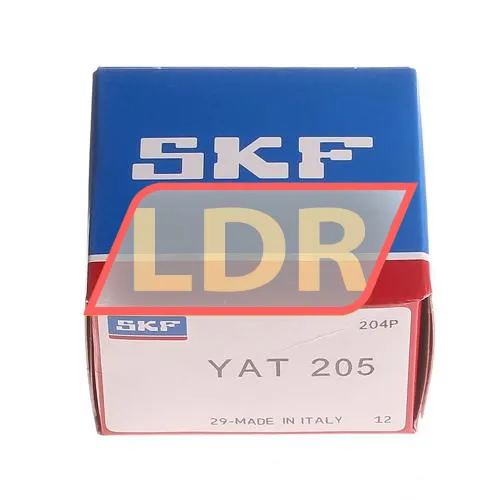 SKF
LDR
SKF 204P
YAT 205
29-MADE IN ITALY 12